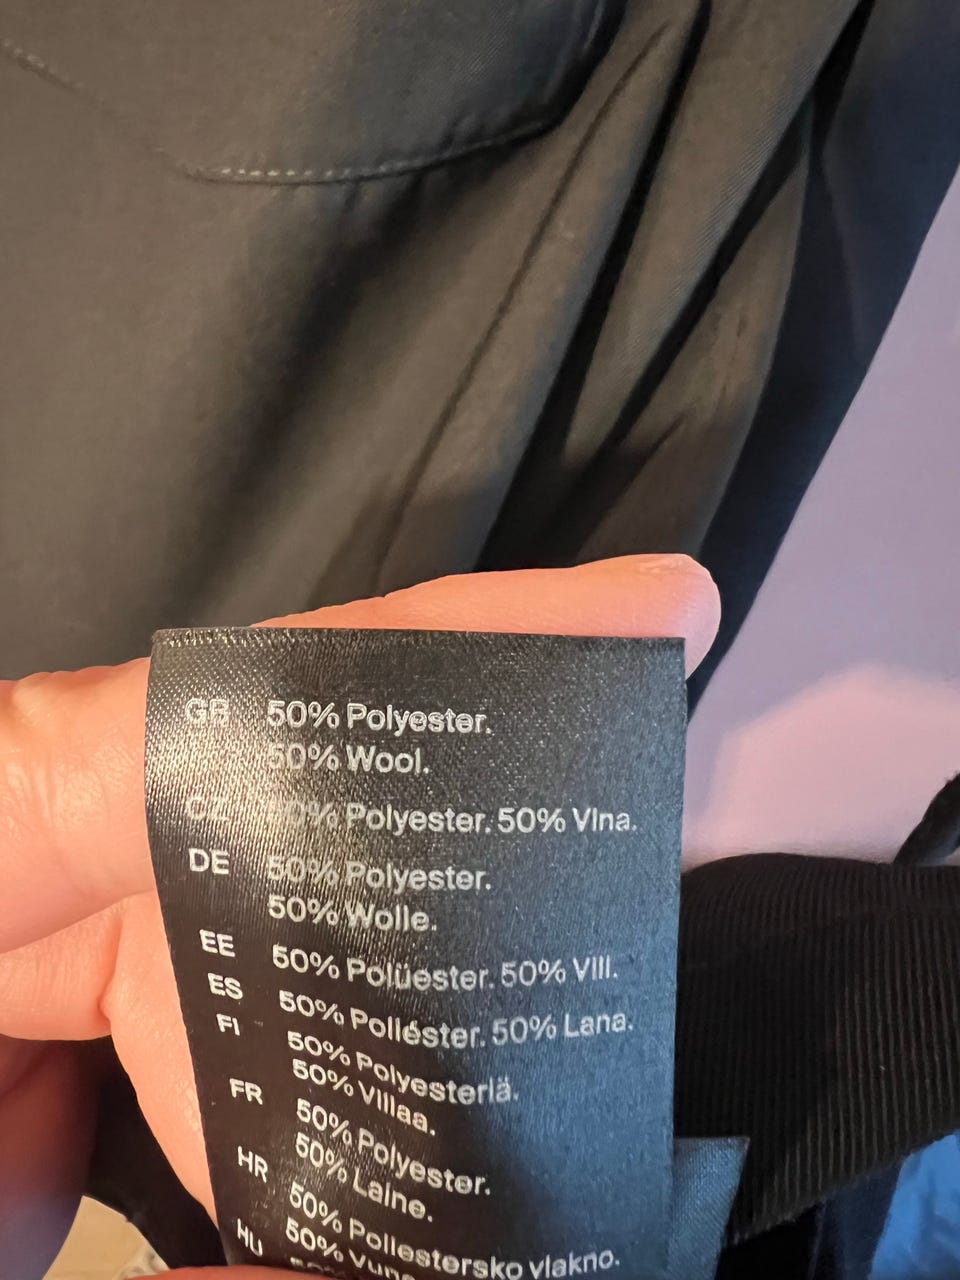 GB 50% Polyester.
50% Wool.
CZ 50% Polyester. 50% Vlna.
DE 50% Polyester.
50% Wolle.
EE 50% Polüester. 50% Vill.
ES 50% Poliéster. 50% Lana.
FI 50% Polyesteriä.
50% Villaa.
FR 50% Polyester.
50% Laine.
HR 50% Poliestersko vlakno.
50%
HU